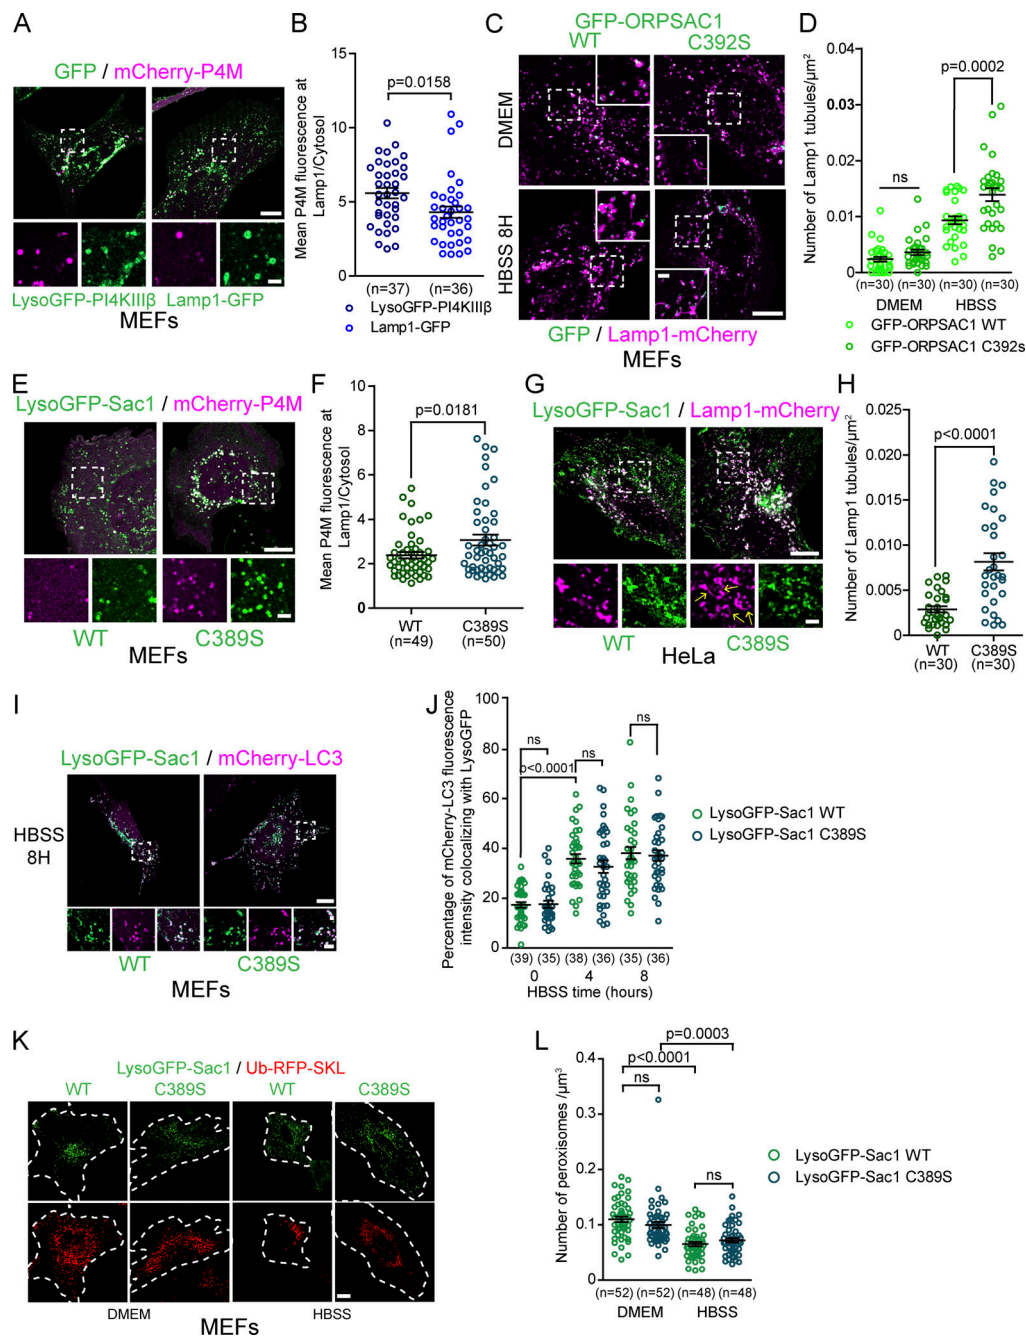 A
GFP / mCherry-P4M
LysoGFP-PI4KIIIβ Lamp1-GFP
MEFs
B
Mean P4M fluorescence at
Lamp1/Cytosol
15
10
5
0
p=0.0158
(n=37) (n=36)
LysoGFP-PI4KIIIβ
Lamp1-GFP
C
GFP-ORPSAC1
WT C392S
DMEM
HBSS 8H
GFP / Lamp1-mCherry
MEFs
D
Number of Lamp1 tubules/µm²
0.04
0.03
0.02
0.01
0
p=0.0002
ns
(n=30) (n=30) (n=30) (n=30)
DMEM HBSS
GFP-ORPSAC1 WT
GFP-ORPSAC1 C392s
E
LysoGFP-Sac1 / mCherry-P4M
WT C389S
MEFs
F
Mean P4M fluorescence at
Lamp1/Cytosol
10
8
6
4
2
0
p=0.0181
WT C389S
(n=49) (n=50)
G
LysoGFP-Sac1 / Lamp1-mCherry
WT C389S
HeLa
H
Number of Lamp1 tubules/µm²
0.025
0.020
0.015
0.010
0.005
0
p<0.0001
WT C389S
(n=30) (n=30)
I
LysoGFP-Sac1 / mCherry-LC3
HBSS
8H
WT C389S
MEFs
J
Percentage of mCherry-LC3 fluorescence
intensity colocalizing with LysoGFP
100
80
60
40
20
0
ns
ns
ns
p<0.0001
(39) (35) (38) (36) (35) (36)
0 4 8
HBSS time (hours)
LysoGFP-Sac1 WT
LysoGFP-Sac1 C389S
K
LysoGFP-Sac1 / Ub-RFP-SKL
WT C389S WT C389S
DMEM HBSS
MEFs
L
Number of peroxisomes /µm³
0.4
0.3
0.2
0.1
0
p=0.0003
p<0.0001
ns
ns
(n=52) (n=52) (n=48) (n=48)
DMEM HBSS
LysoGFP-Sac1 WT
LysoGFP-Sac1 C389S